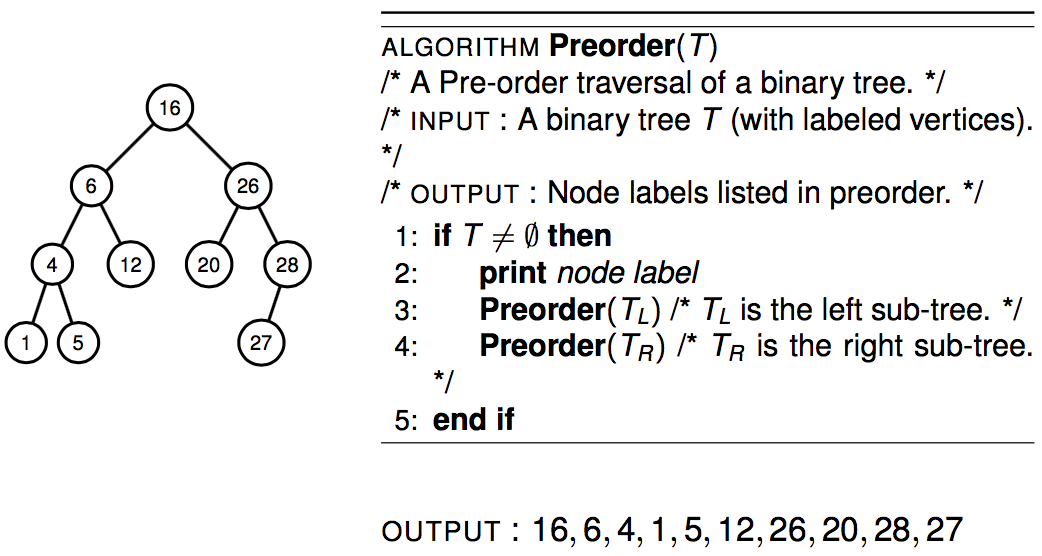 16
6
26
4
12
20
28
1
5
27
ALGORITHM Preorder(T)
/* A Pre-order traversal of a binary tree. */
/* INPUT : A binary tree T (with labeled vertices).
*/
/* OUTPUT : Node labels listed in preorder. */
1: if T ≠ ∅ then
2: print node label
3: Preorder(T_L) /* T_L is the left sub-tree. */
4: Preorder(T_R) /* T_R is the right sub-tree.
*/
5: end if
OUTPUT : 16, 6, 4, 1, 5, 12, 26, 20, 28, 27